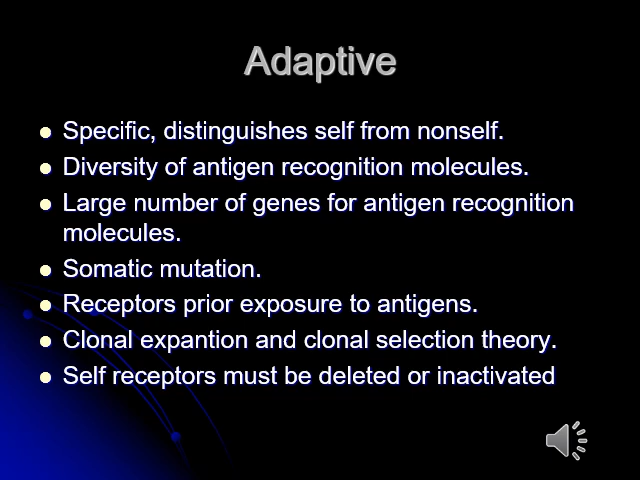 Adaptive
Specific, distinguishes self from nonself.
Diversity of antigen recognition molecules.
Large number of genes for antigen recognition
molecules.
Somatic mutation.
Receptors prior exposure to antigens.
Clonal expantion and clonal selection theory.
Self receptors must be deleted or inactivated